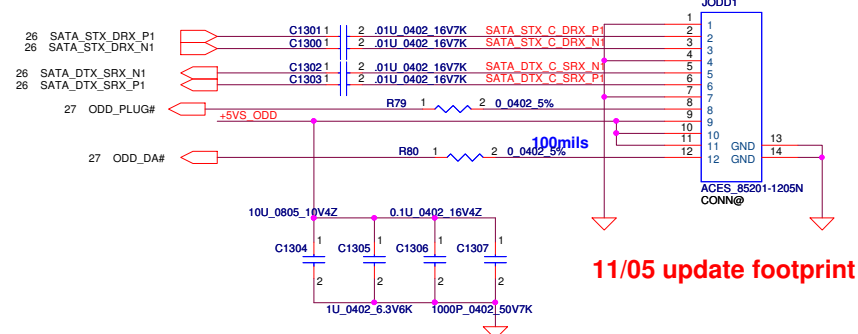 JODD1
26 SATA_STX_DRX_P1 C1301 1 2 .01U_0402_16V7K SATA_STX_C_DRX_P1
26 SATA_STX_DRX_N1 C1300 1 2 .01U_0402_16V7K SATA_STX_C_DRX_N1
26 SATA_DTX_SRX_N1 C1302 1 2 .01U_0402_16V7K SATA_DTX_C_SRX_N1
26 SATA_DTX_SRX_P1 C1303 1 2 .01U_0402_16V7K SATA_DTX_C_SRX_P1
27 ODD_PLUG# R79 1 2 0_0402_5%
+5VS_ODD
100mils
27 ODD_DA# R80 1 2 0_0402_5%
1 1
2 2
3 3
4 4
5 5
6 6
7 7
8 8
9 9
10 10
11 11 GND 13
12 12 GND 14
ACES_85201-1205N
CONN@
10U_0805_10V4Z 0.1U_0402_16V4Z
1 1 1 1
C1304 C1305 C1306 C1307
2 2 2 2
1U_0402_6.3V6K 1000P_0402_50V7K
11/05 update footprint